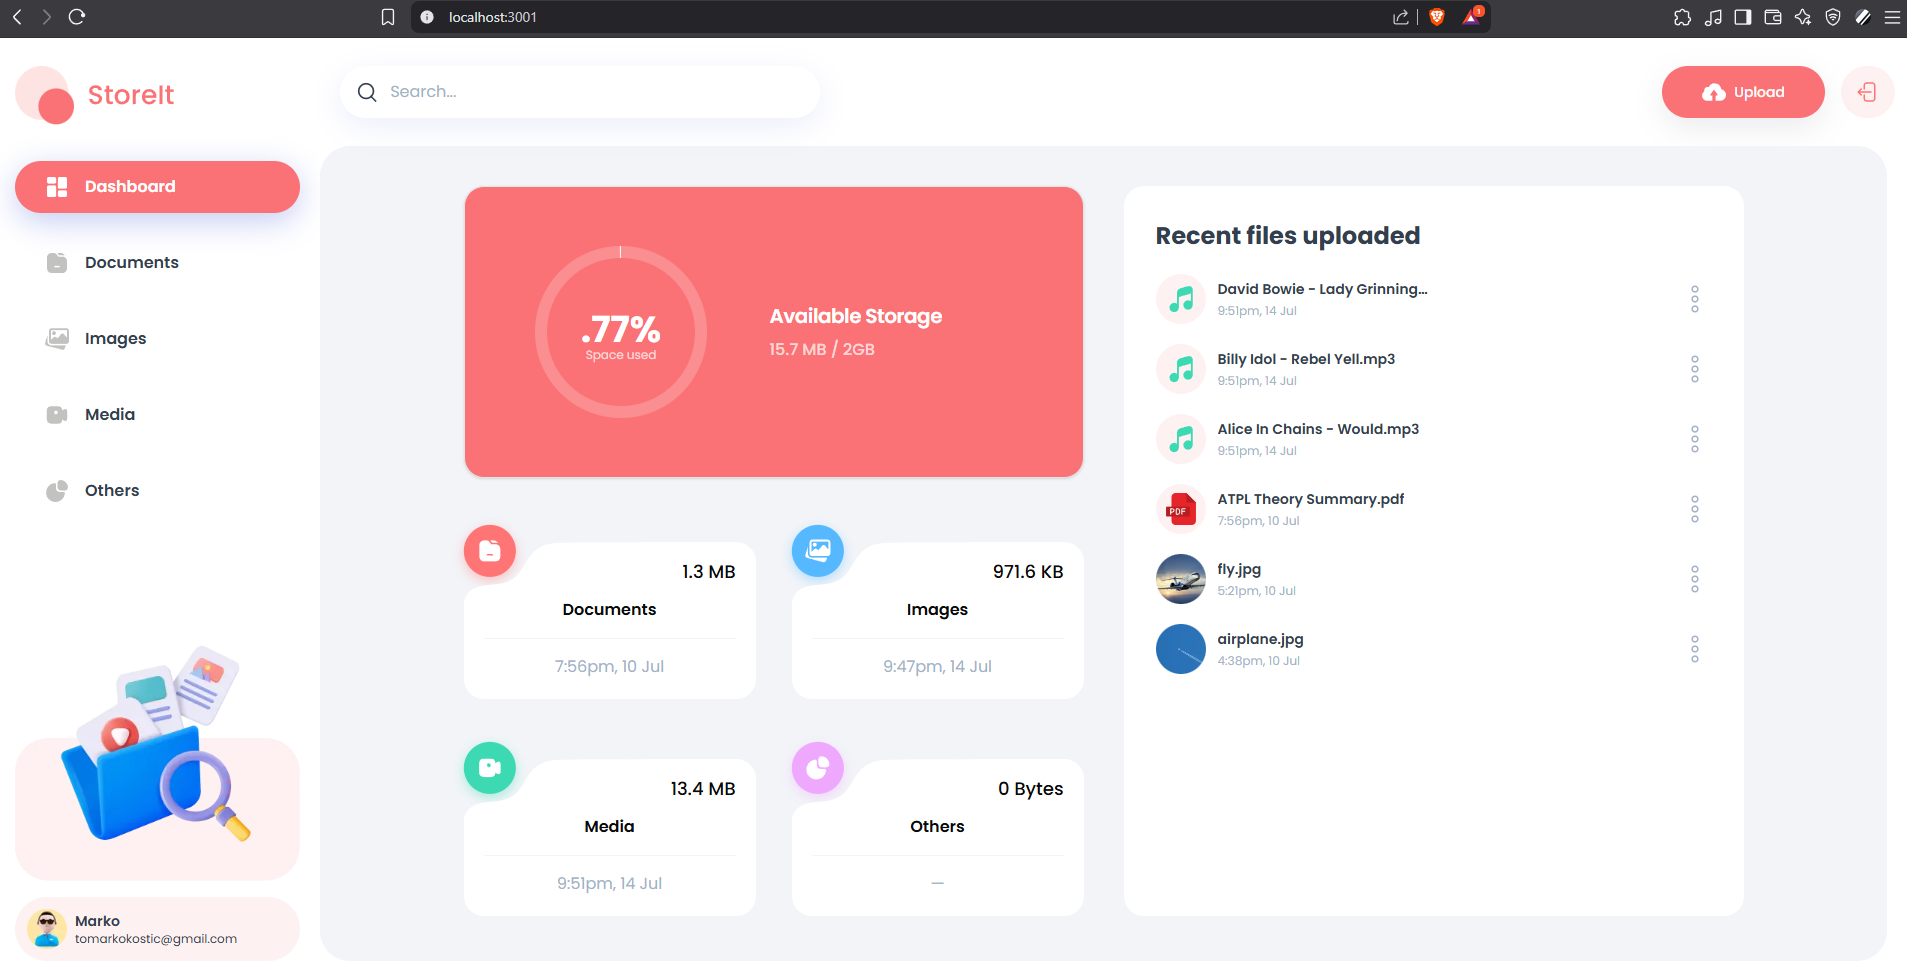 localhost:3001
1
StoreIt
Search...
Upload
Dashboard
Documents
Images
Media
Others
Marko
tomarkokostic@gmail.com
.77%
Space used
Available Storage
15.7 MB / 2GB
1.3 MB
Documents
7:56pm, 10 Jul
971.6 KB
Images
9:47pm, 14 Jul
13.4 MB
Media
9:51pm, 14 Jul
0 Bytes
Others
—
Recent files uploaded
David Bowie - Lady Grinning...
9:51pm, 14 Jul
Billy Idol - Rebel Yell.mp3
9:51pm, 14 Jul
Alice In Chains - Would.mp3
9:51pm, 14 Jul
PDF
ATPL Theory Summary.pdf
7:56pm, 10 Jul
fly.jpg
5:21pm, 10 Jul
airplane.jpg
4:38pm, 10 Jul